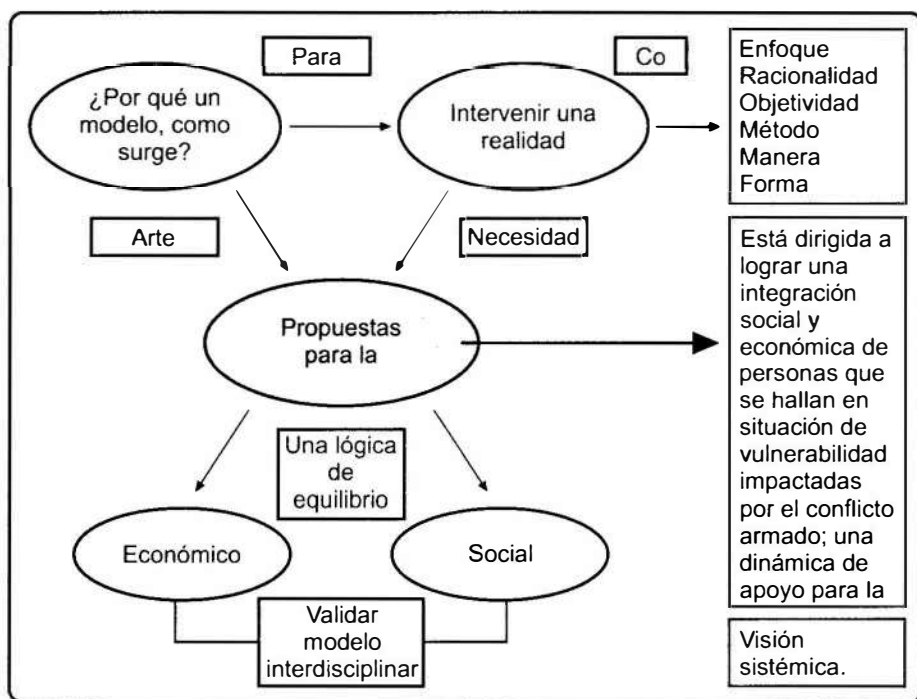 Para
Co
¿Por qué un
modelo, como
surge?
Intervenir una
realidad
Enfoque
Racionalidad
Objetividad
Método
Manera
Forma
Arte
Necesidad
Propuestas
para la
Está dirigida a
lograr una
integración
social y
económica de
personas que
se hallan en
situación de
vulnerabilidad
impactadas
por el conflicto
armado; una
dinámica de
apoyo para la
Una lógica
de
equilibrio
Económico
Social
Validar
modelo
interdisciplinar
Visión
sistémica.